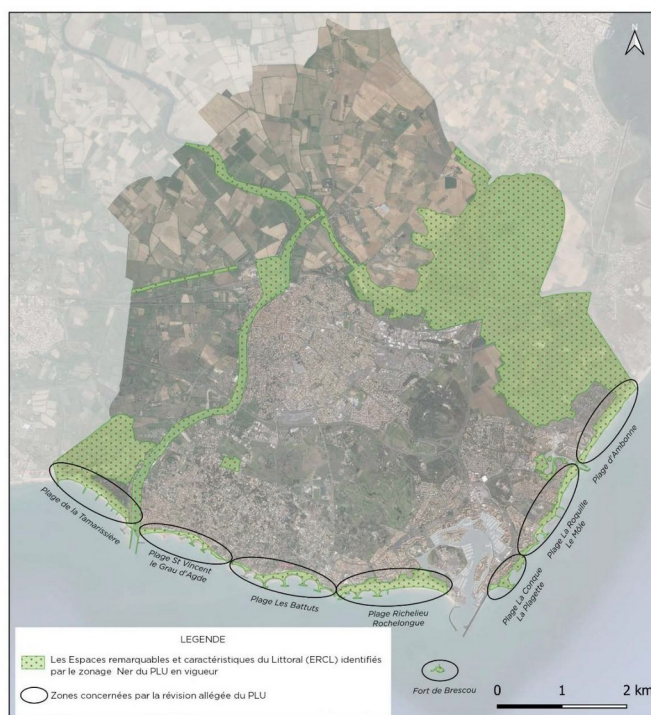 N
Plage d'Ambonne
Plage La Roquille
Le Môle
Plage de la Tamarissière
Plage St Vincent
le Grau d'Agde
Plage Les Battuts
Plage Richelieu
Rochelongue
Plage La Conque
La Plagette
Fort de Brescou
LEGENDE
Les Espaces remarquables et caractéristiques du Littoral (ERCL) identifiés
par le zonage Ner du PLU en vigueur
Zones concernées par la révision allégée du PLU
0 1 2 km